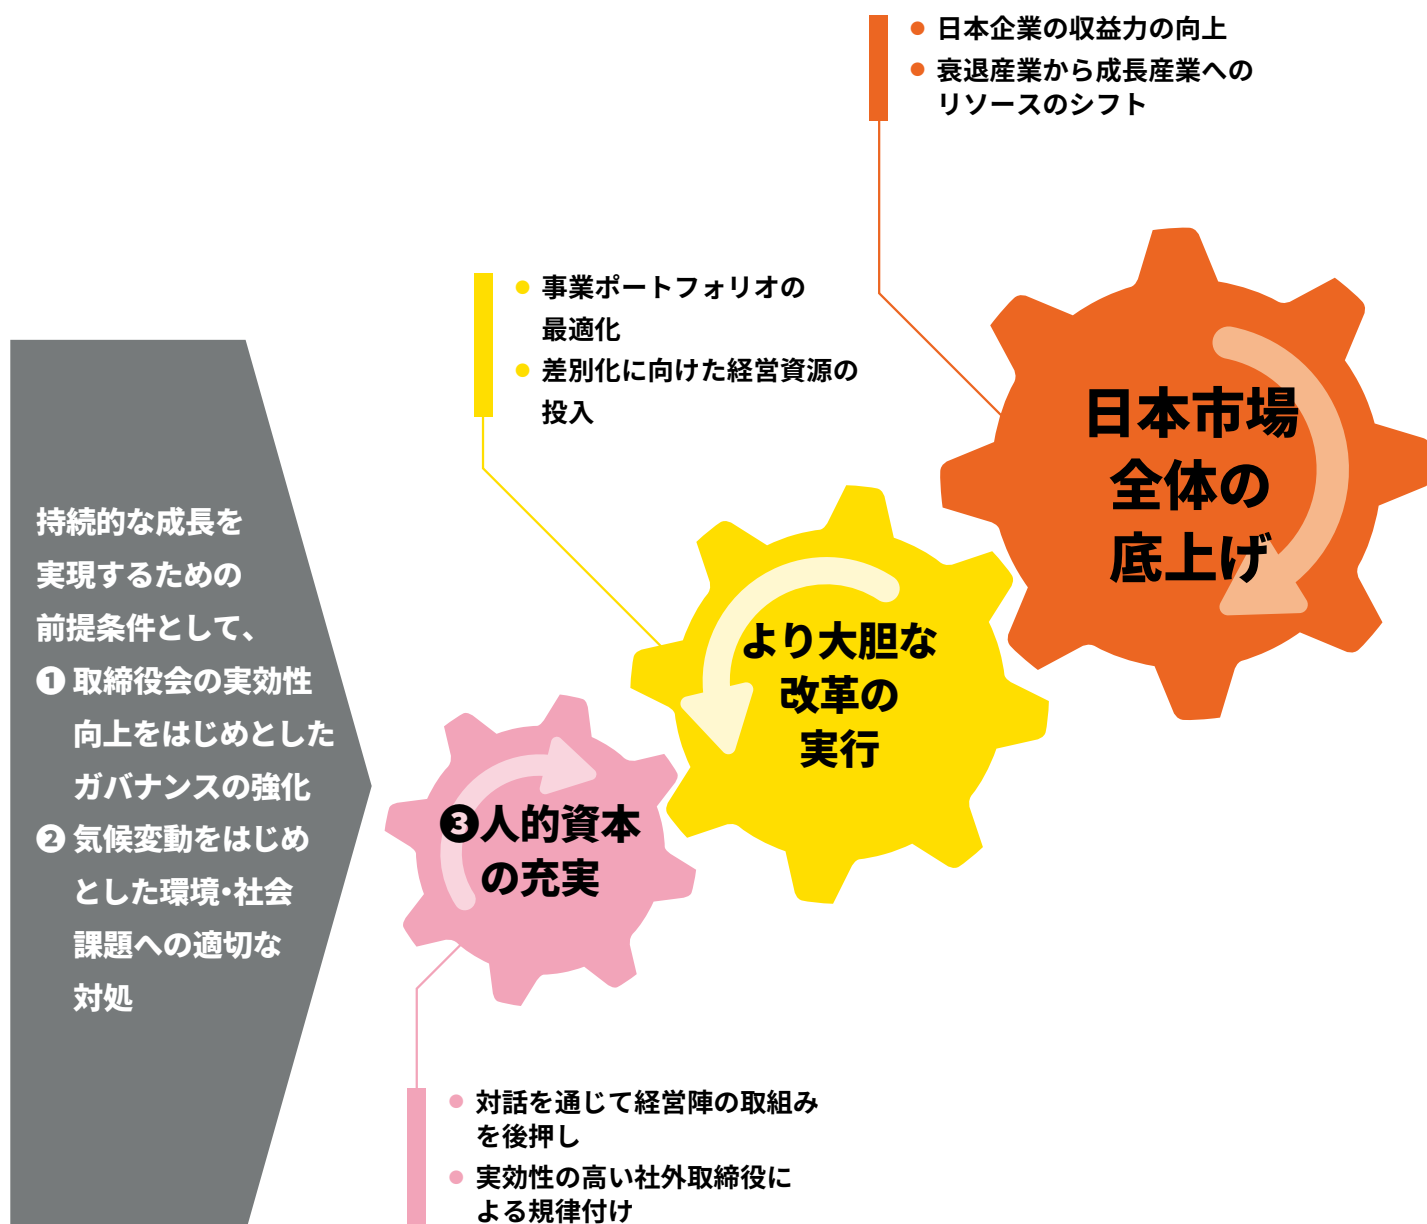 持続的な成長を
実現するための
前提条件として、
❶ 取締役会の実効性
向上をはじめとした
ガバナンスの強化
❷ 気候変動をはじめ
とした環境・社会
課題への適切な
対処
❸人的資本
の充実
● 対話を通じて経営陣の取組み
を後押し
● 実効性の高い社外取締役に
よる規律付け
● 事業ポートフォリオの
最適化
● 差別化に向けた経営資源の
投入
より大胆な
改革の
実行
● 日本企業の収益力の向上
● 衰退産業から成長産業への
リソースのシフト
日本市場
全体の
底上げ